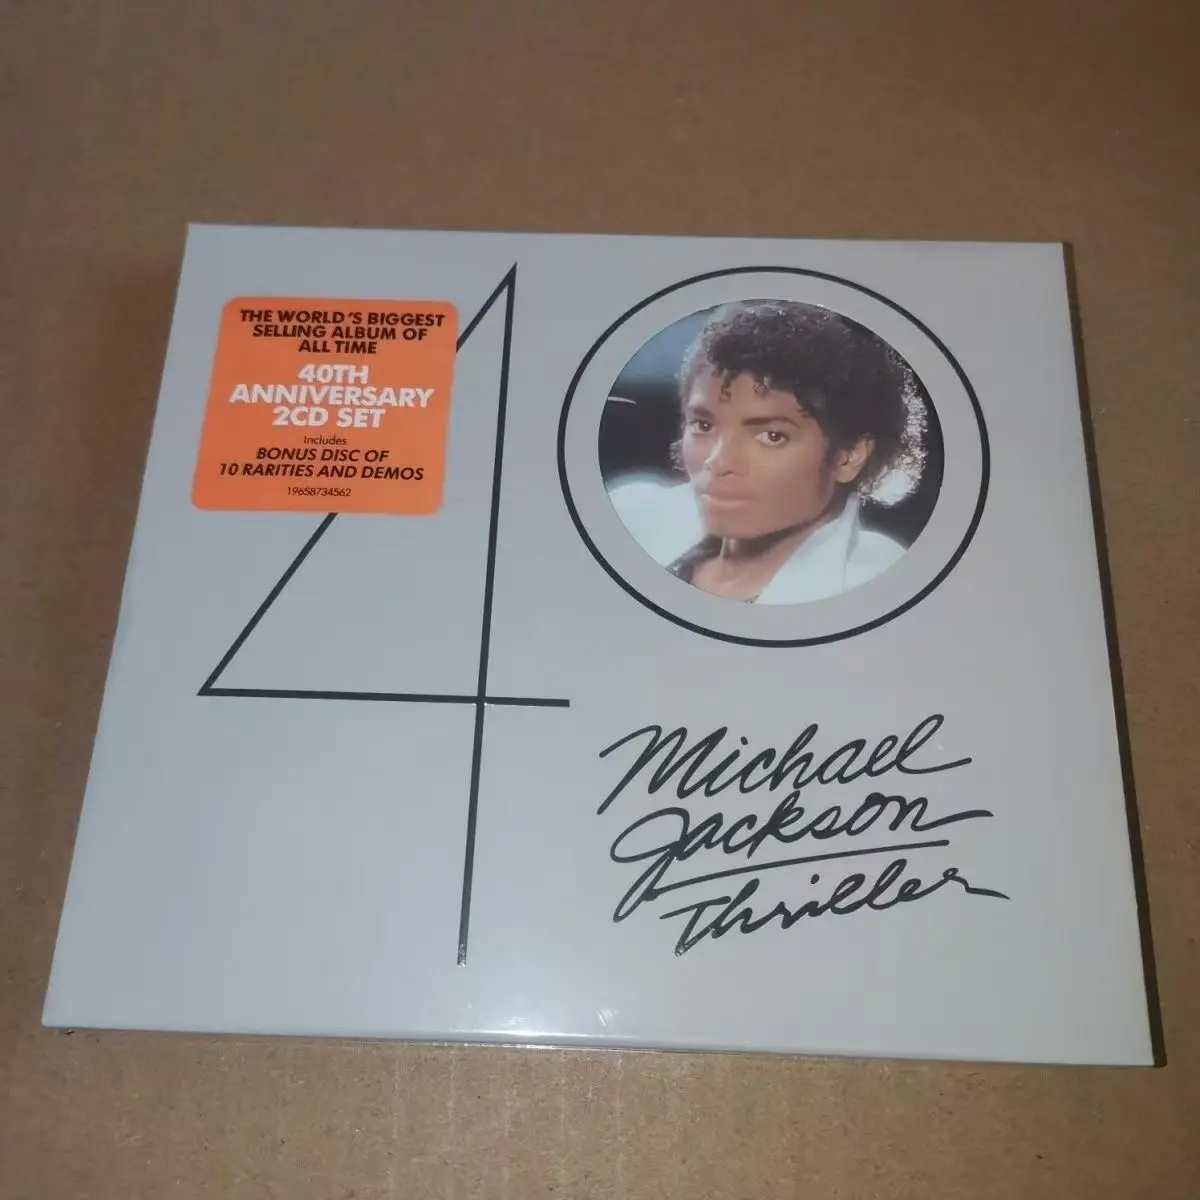 THE WORLD'S BIGGEST
SELLING ALBUM OF
ALL TIME
40TH
ANNIVERSARY
2CD SET
Includes
BONUS DISC OF
10 RARITIES AND DEMOS
19658734562
40
Michael
Jackson
Thriller